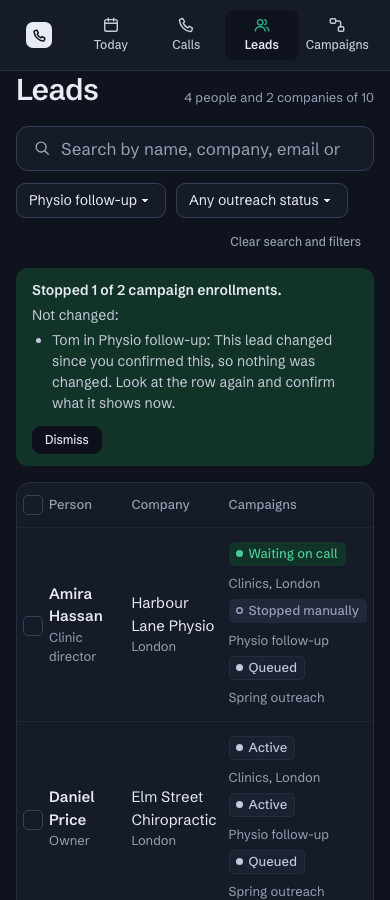 Today
Calls
Leads
Campaigns
Leads
4 people and 2 companies of 10
Search by name, company, email or
Physio follow-up
Any outreach status
Clear search and filters
Stopped 1 of 2 campaign enrollments.
Not changed:
• Tom in Physio follow-up: This lead changed
since you confirmed this, so nothing was
changed. Look at the row again and confirm
what it shows now.
Dismiss
Person
Company
Campaigns
Amira
Hassan
Clinic
director
Harbour
Lane Physio
London
Waiting on call
Clinics, London
Stopped manually
Physio follow-up
Queued
Spring outreach
Daniel
Price
Owner
Elm Street
Chiropractic
London
Active
Clinics, London
Active
Physio follow-up
Queued
Spring outreach